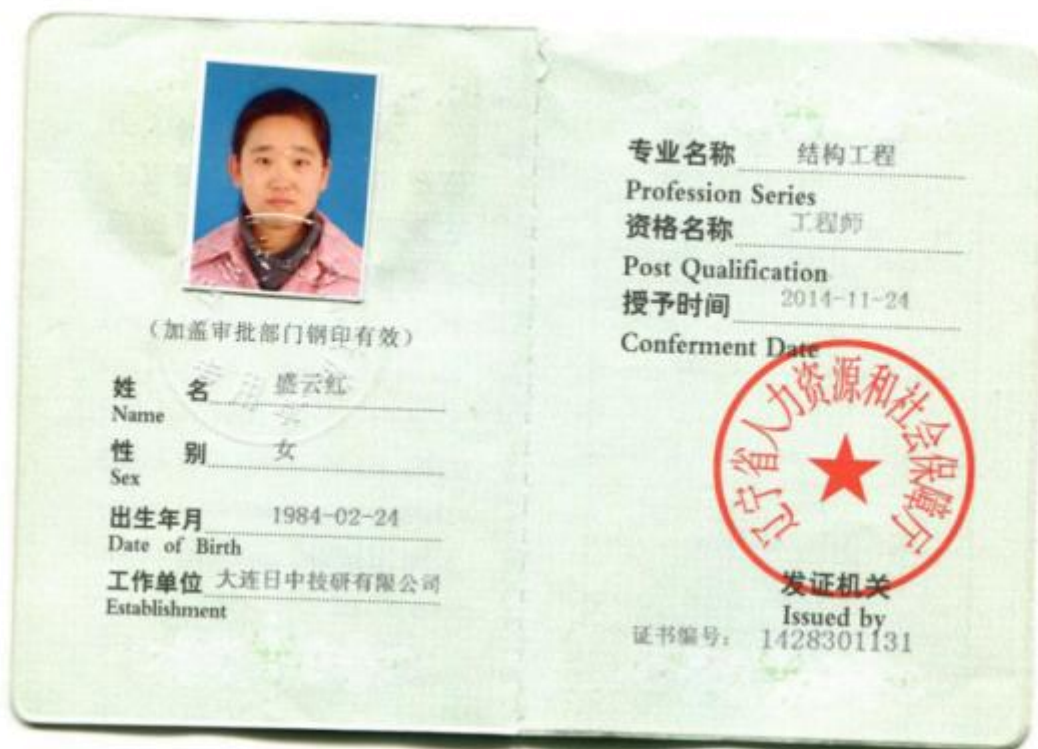 (加盖审批部门钢印有效)
专用章
姓 名 盛云红
Name
性 别 女
Sex
出生年月 1984-02-24
Date of Birth
工作单位 大连日中技研有限公司
Establishment
专业名称 结构工程
Profession Series
资格名称 工程师
Post Qualification
授予时间 2014-11-24
Conferment Date
辽宁省人力资源和社会保障厅
发证机关
Issued by
证书编号: 1428301131